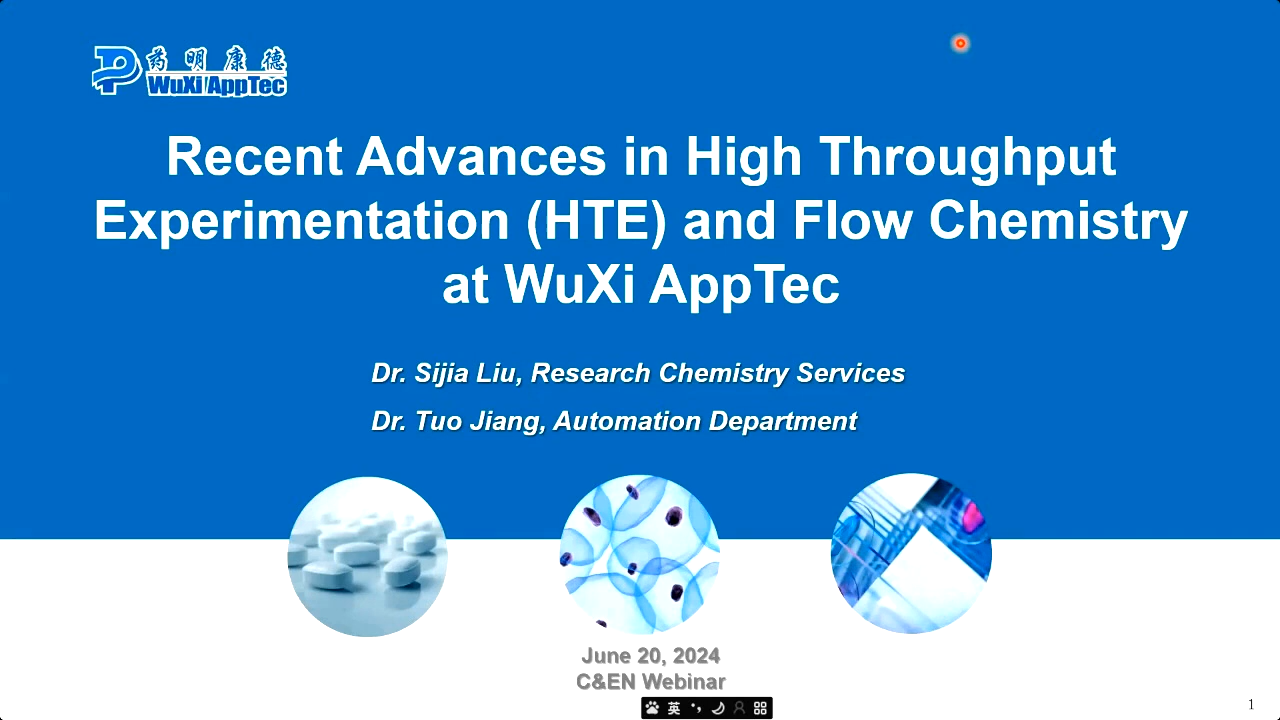 药明康德
WuXi AppTec
Recent Advances in High Throughput
Experimentation (HTE) and Flow Chemistry
at WuXi AppTec
Dr. Sijia Liu, Research Chemistry Services
Dr. Tuo Jiang, Automation Department
June 20, 2024
C&EN Webinar
英
1